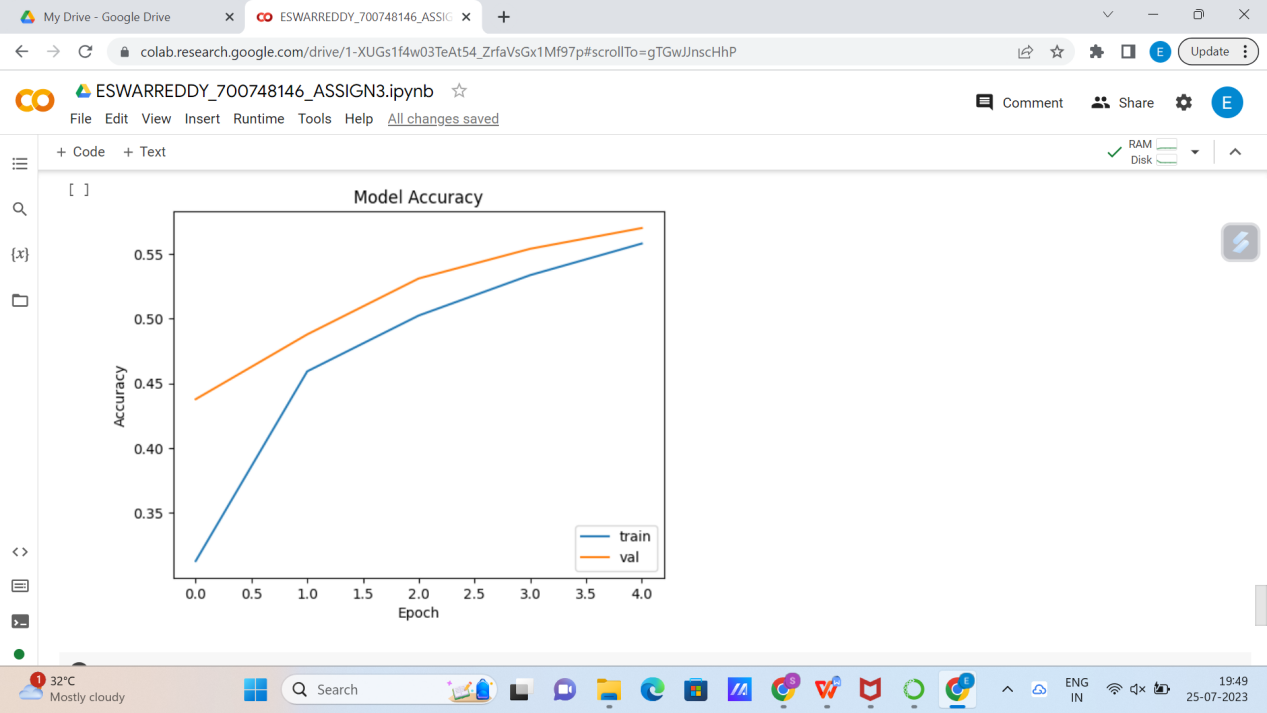 My Drive - Google Drive
ESWARREDDY_700748146_ASSIG
colab.research.google.com/drive/1-XUGs1f4w03TeAt54_ZrfaVsGx1Mf97p#scrollTo=gTGwJJnscHhP
E
Update
ESWARREDDY_700748146_ASSIGN3.ipynb
Comment
Share
E
File Edit View Insert Runtime Tools Help All changes saved
+ Code + Text
RAM
Disk
{x}
[ ]
Model Accuracy
0.55
0.50
0.45
0.40
0.35
Accuracy
train
val
0.0 0.5 1.0 1.5 2.0 2.5 3.0 3.5 4.0
Epoch
1
32°C
Mostly cloudy
Search
S
E
ENG
IN
19:49
25-07-2023